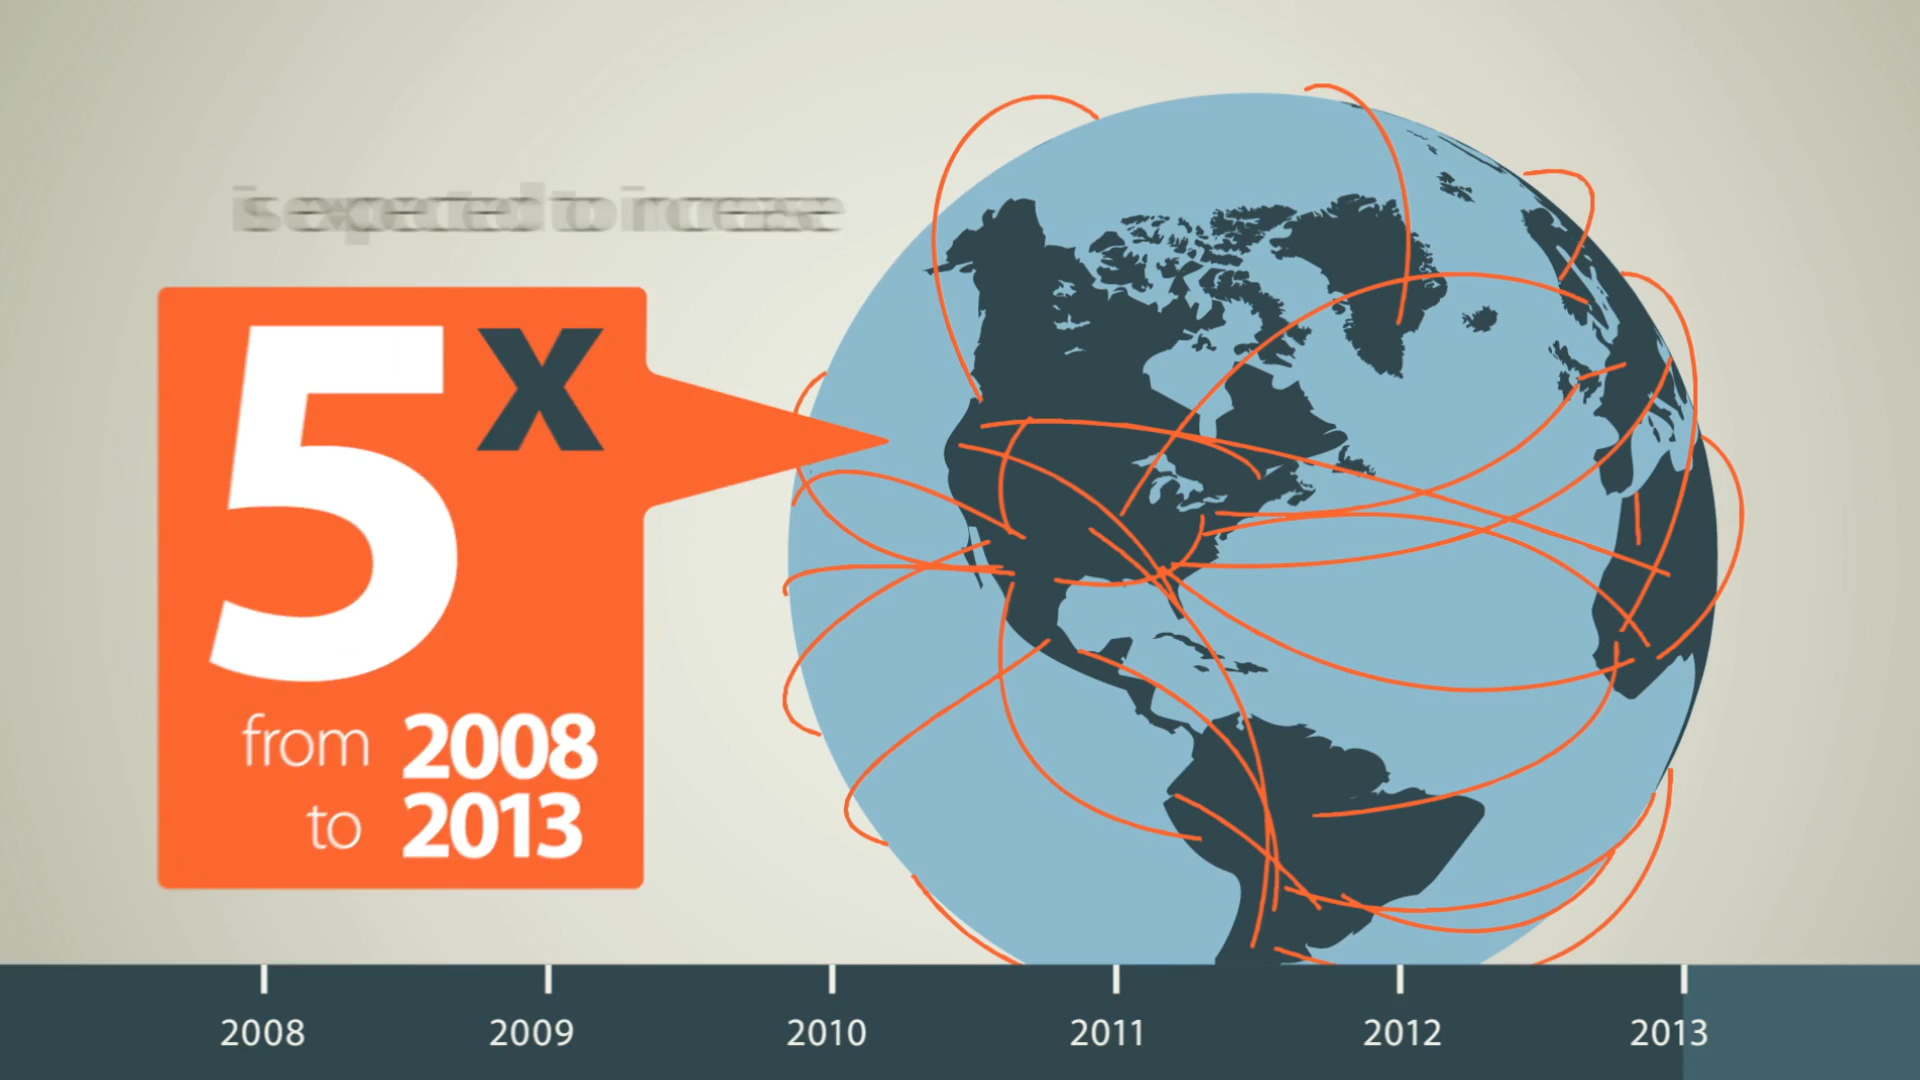 is expected to increase
5x
from 2008
to 2013
2008 2009 2010 2011 2012 2013